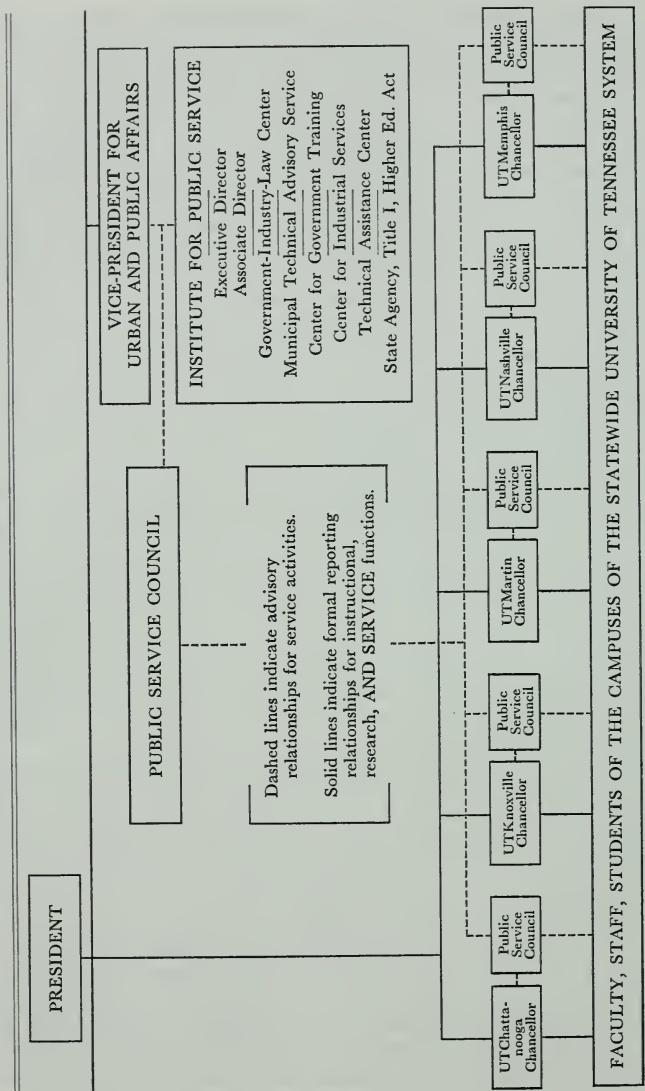 PRESIDENT
VICE-PRESIDENT FOR
URBAN AND PUBLIC AFFAIRS
PUBLIC SERVICE COUNCIL
INSTITUTE FOR PUBLIC SERVICE
Executive Director
Associate Director
Government-Industry-Law Center
Municipal Technical Advisory Service
Center for Government Training
Center for Industrial Services
Technical Assistance Center
State Agency, Title I, Higher Ed. Act
Dashed lines indicate advisory
relationships for service activities.
Solid lines indicate formal reporting
relationships for instructional,
research, AND SERVICE functions.
UTChatta-
nooga
Chancellor
Public
Service
Council
UTKnoxville
Chancellor
Public
Service
Council
UTMartin
Chancellor
Public
Service
Council
UTNashville
Chancellor
Public
Service
Council
UTMemphis
Chancellor
Public
Service
Council
FACULTY, STAFF, STUDENTS OF THE CAMPUSES OF THE STATEWIDE UNIVERSITY OF TENNESSEE SYSTEM